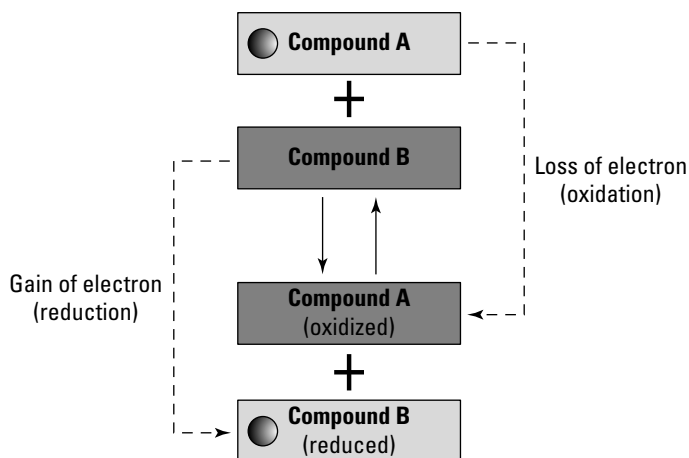 Compound A
+
Compound B
Loss of electron
(oxidation)
Gain of electron
(reduction)
Compound A
(oxidized)
+
Compound B
(reduced)